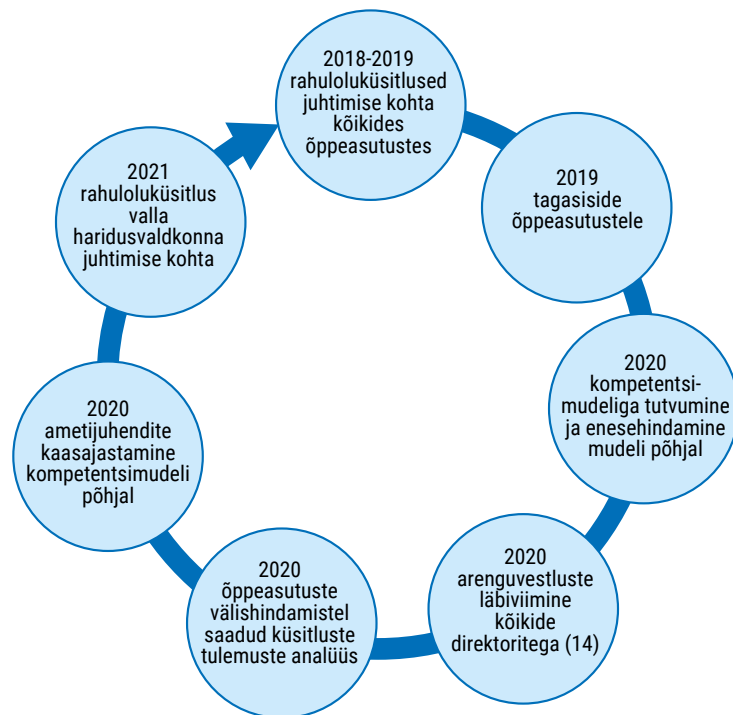 2018-2019
rahuloluküsitlused
juhtimise kohta
kõikides
õppeasutustes
2019
tagasiside
õppeasutustele
2020
kompetentsi-
mudeliga tutvumine
ja enesehindamine
mudeli põhjal
2020
arenguvestluste
läbiviimine
kõikide
direktoritega (14)
2020
õppeasutuste
välishindamistel
saadud küsitluste
tulemuste analüüs
2020
ametijuhendite
kaasajastamine
kompetentsimudeli
põhjal
2021
rahuloluküsitlus
valla
haridusvaldkonna
juhtimise kohta